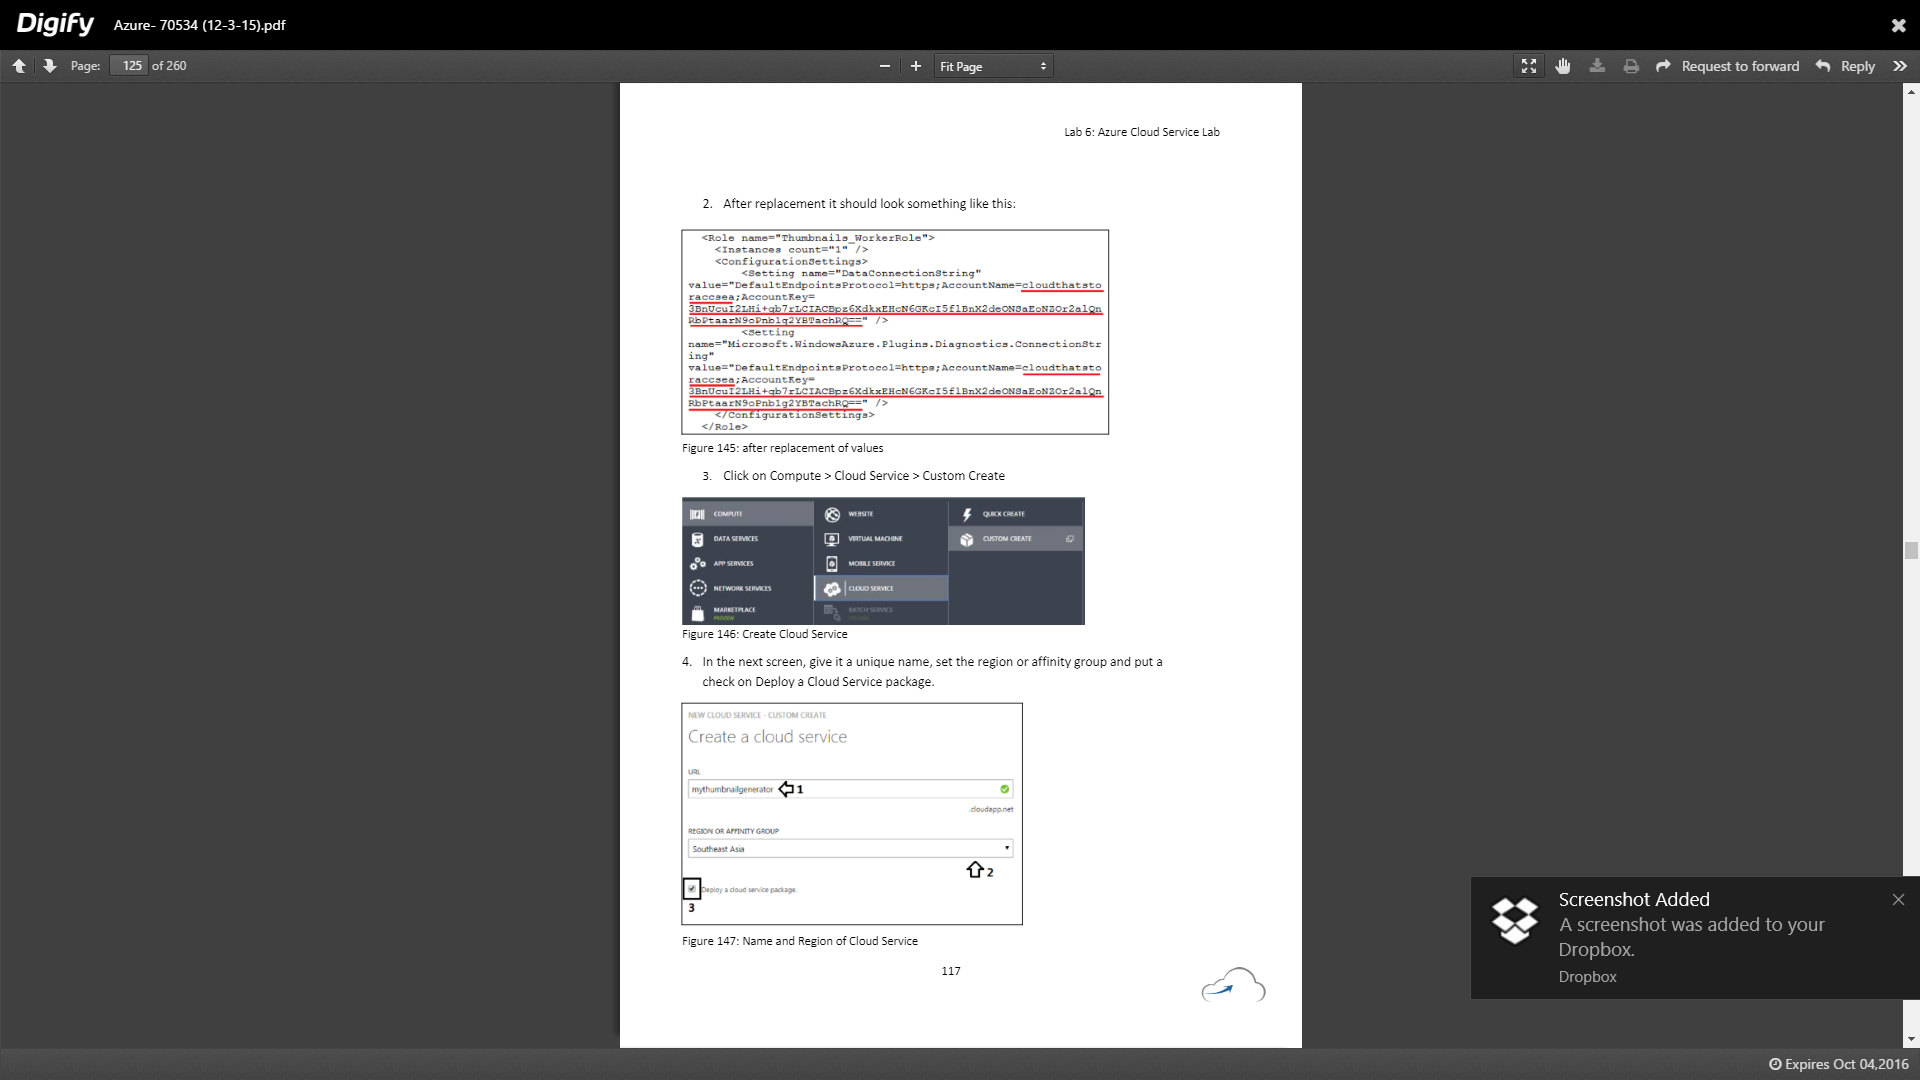 Digify Azure- 70534 (12-3-15).pdf
Page: 125 of 260
Fit Page
Request to forward
Reply
Lab 6: Azure Cloud Service Lab
2. After replacement it should look something like this:
<Role name="Thumbnails_WorkerRole">
<Instances count="1" />
<ConfigurationSettings>
<Setting name="DataConnectionString"
value="DefaultEndpointsProtocol=https;AccountName=cloudthatsto
raccsea;AccountKey=
3BnUcuI2LHi+qb7rLCIACBpz6XdkxEHcN6GKcI5flBnX2deONSaEoNZOr2alQn
RbPtaarN9oPnb1g2YBTachRQ==" />
<Setting
name="Microsoft.WindowsAzure.Plugins.Diagnostics.ConnectionStr
ing"
value="DefaultEndpointsProtocol=https;AccountName=cloudthatsto
raccsea;AccountKey=
3BnUcuI2LHi+qb7rLCIACBpz6XdkxEHcN6GKcI5flBnX2deONSaEoNZOr2alQn
RbPtaarN9oPnb1g2YBTachRQ==" />
</ConfigurationSettings>
</Role>
Figure 145: after replacement of values
3. Click on Compute > Cloud Service > Custom Create
COMPUTE
DATA SERVICES
APP SERVICES
NETWORK SERVICES
MARKETPLACE
PREVIEW
WEBSITE
VIRTUAL MACHINE
MOBILE SERVICE
CLOUD SERVICE
BATCH SERVICE
PREVIEW
QUICK CREATE
CUSTOM CREATE
Figure 146: Create Cloud Service
4. In the next screen, give it a unique name, set the region or affinity group and put a
check on Deploy a Cloud Service package.
NEW CLOUD SERVICE - CUSTOM CREATE
Create a cloud service
URL
mythumbnailgenerator 1
.cloudapp.net
REGION OR AFFINITY GROUP
Southeast Asia
2
Deploy a cloud service package.
3
Figure 147: Name and Region of Cloud Service
117
Screenshot Added
A screenshot was added to your
Dropbox.
Dropbox
Expires Oct 04,2016